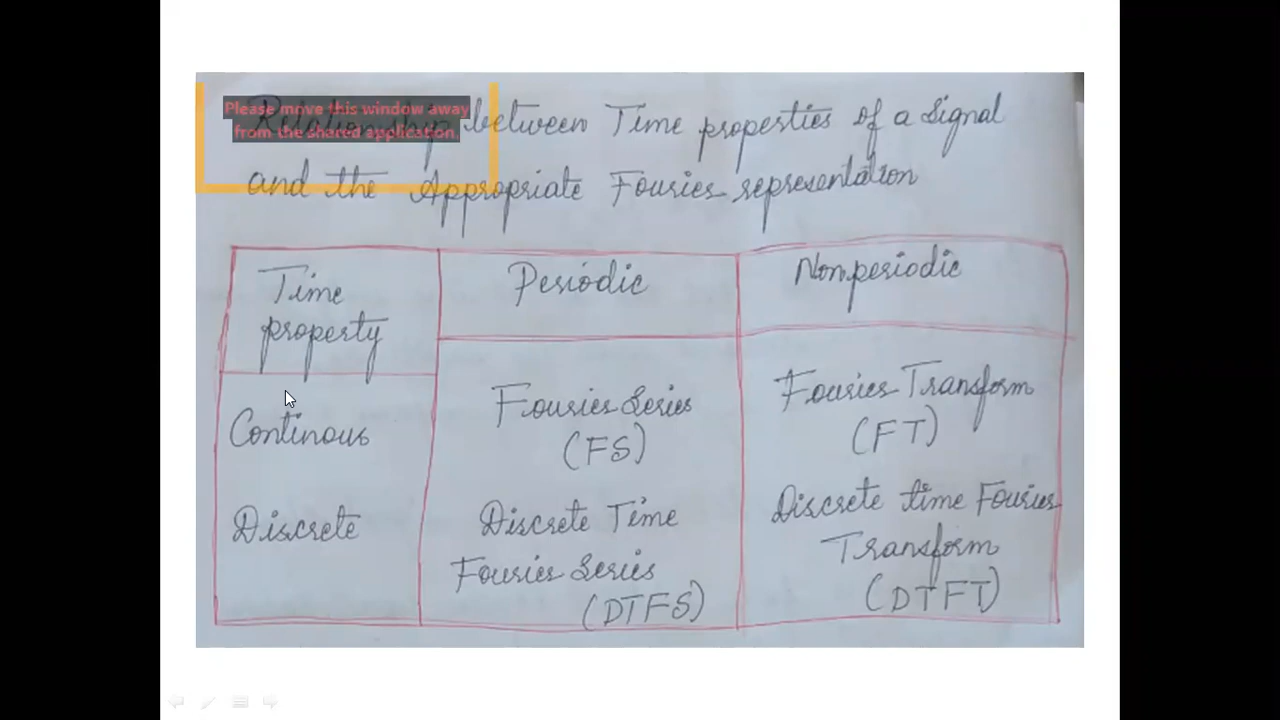 Please move this window away
from the shared application.
Relationship between Time properties of a Signal
and the Appropriate Fourier representation
Time
property
Periodic
Nonperiodic
Continous
Fourier Series
(FS)
Fourier Transform
(FT)
Discrete
Discrete Time
Fourier Series
(DTFS)
Discrete time Fourier
Transform
(DTFT)